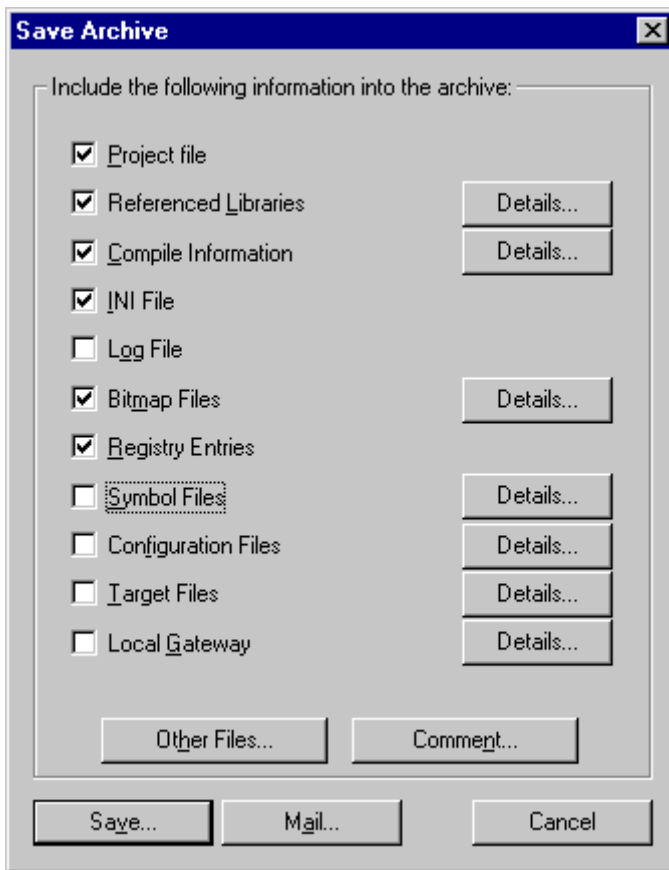 Save Archive
Include the following information into the archive:
Project file
Referenced Libraries Details...
Compile Information Details...
INI File
Log File
Bitmap Files Details...
Registry Entries
Symbol Files Details...
Configuration Files Details...
Target Files Details...
Local Gateway Details...
Other Files... Comment...
Save... Mail... Cancel